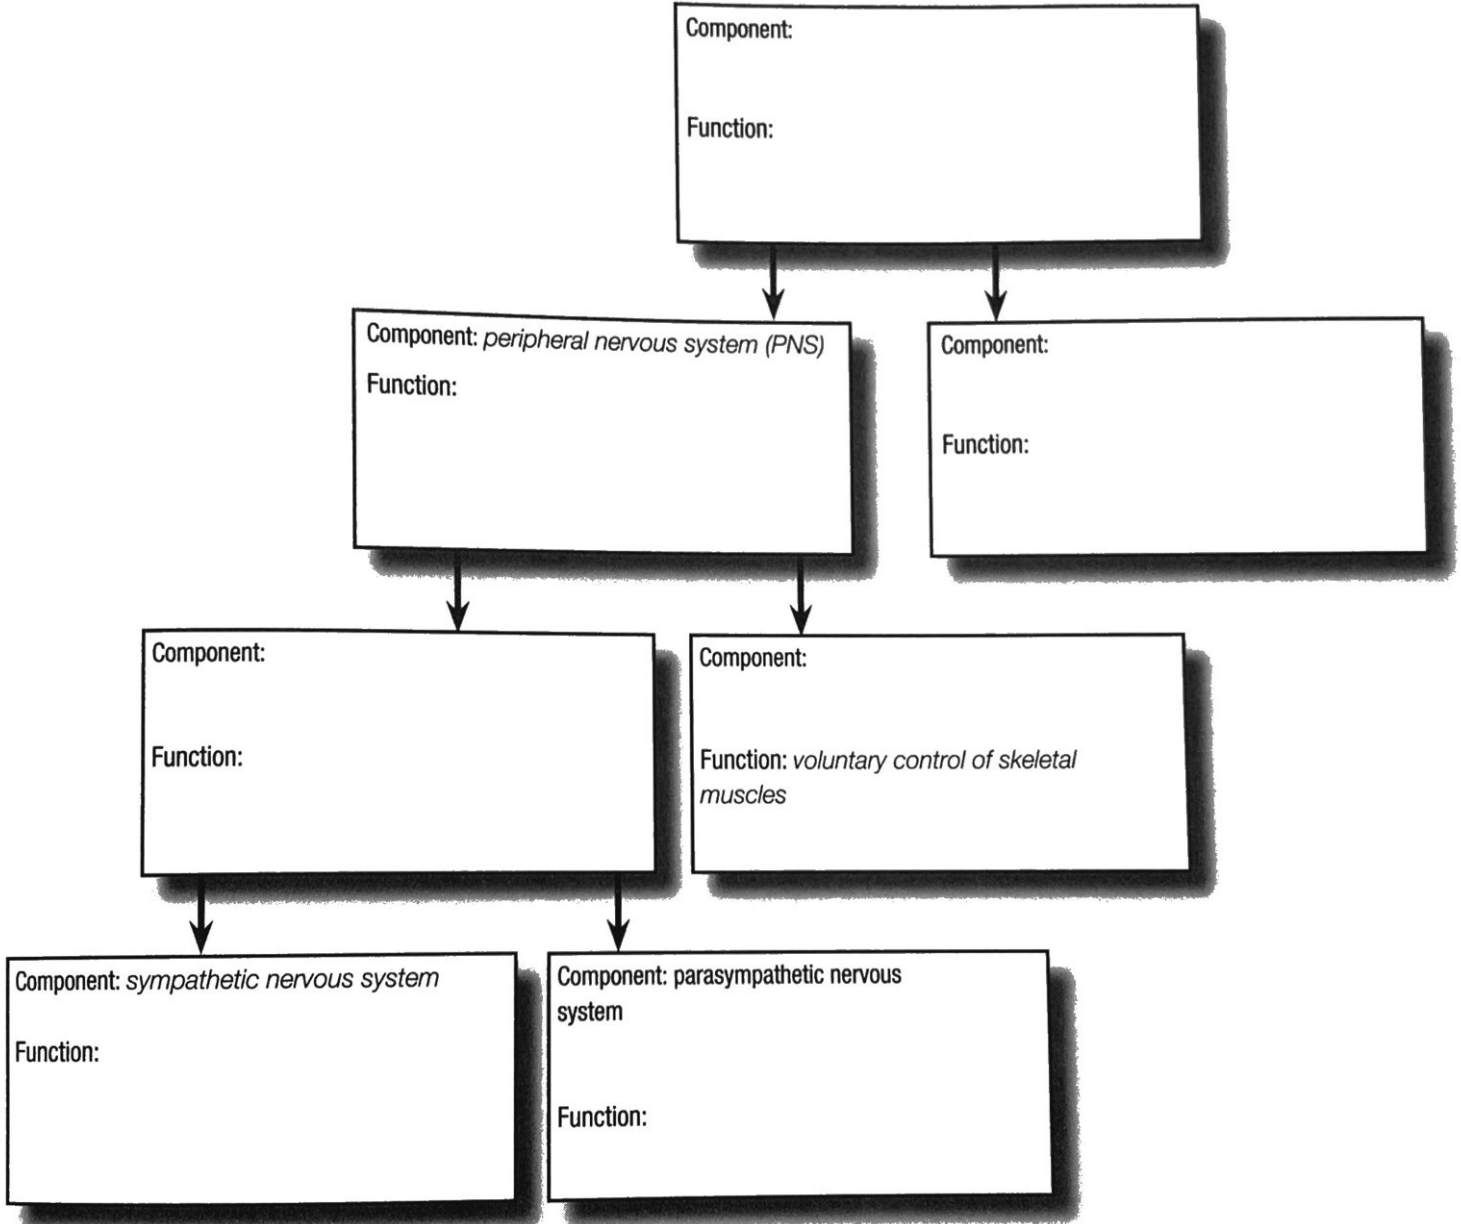 Component:
Function:
Component: peripheral nervous system (PNS)
Function:
Component:
Function:
Component:
Function:
Component:
Function: voluntary control of skeletal
muscles
Component: sympathetic nervous system
Function:
Component: parasympathetic nervous
system
Function: